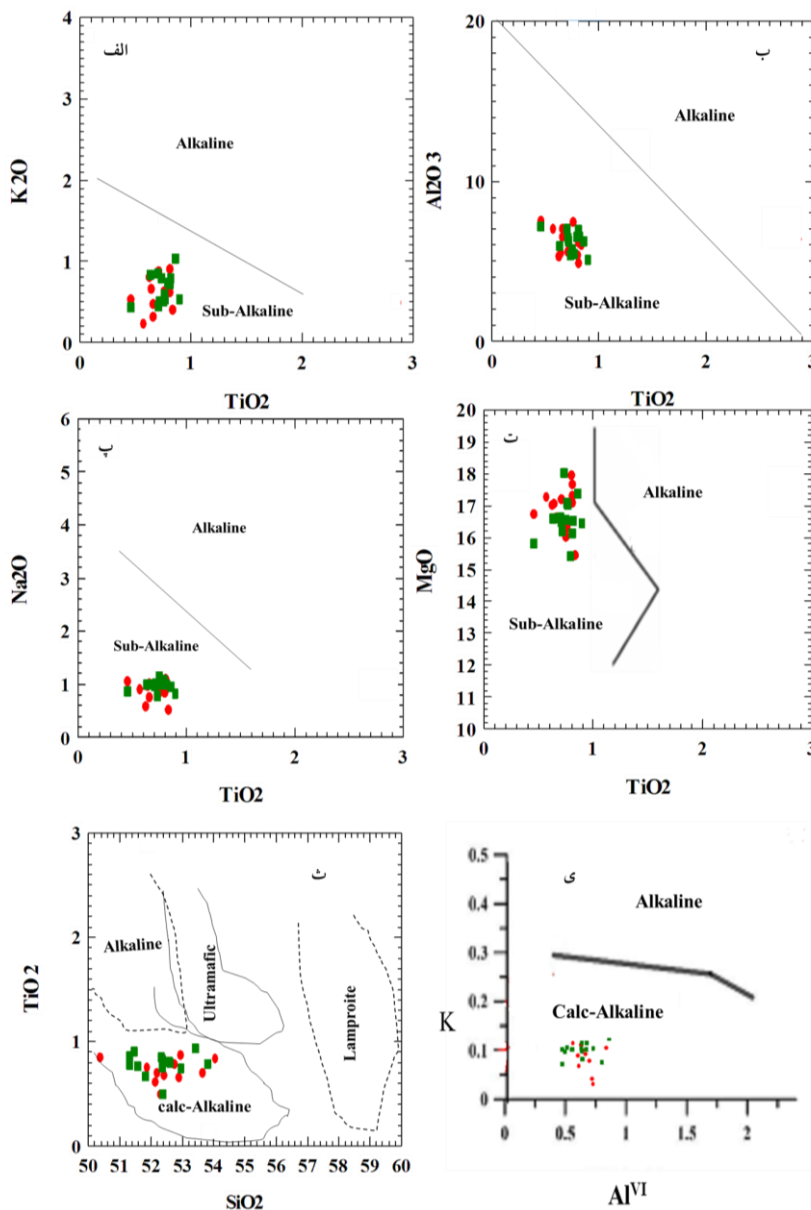 الف
Alkaline
Sub-Alkaline
K2O
4
3
2
1
0
0 1 2 3
TiO2
ب
Alkaline
Sub-Alkaline
Al2O 3
20
10
0
0 1 2 3
TiO2
پ
Alkaline
Sub-Alkaline
Na2O
6
5
4
3
2
1
0
0 1 2 3
TiO2
ت
Alkaline
Sub-Alkaline
MgO
20
19
18
17
16
15
14
13
12
11
10
0 1 2 3
TiO2
ث
Alkaline
Ultramafic
Lamproite
calc-Alkaline
TiO 2
3
2
1
0
50 51 52 53 54 55 56 57 58 59 60
SiO2
ی
Alkaline
Calc-Alkaline
K
0.5
0.4
0.3
0.2
0.1
0
0 0.5 1 1.5 2
Al^VI